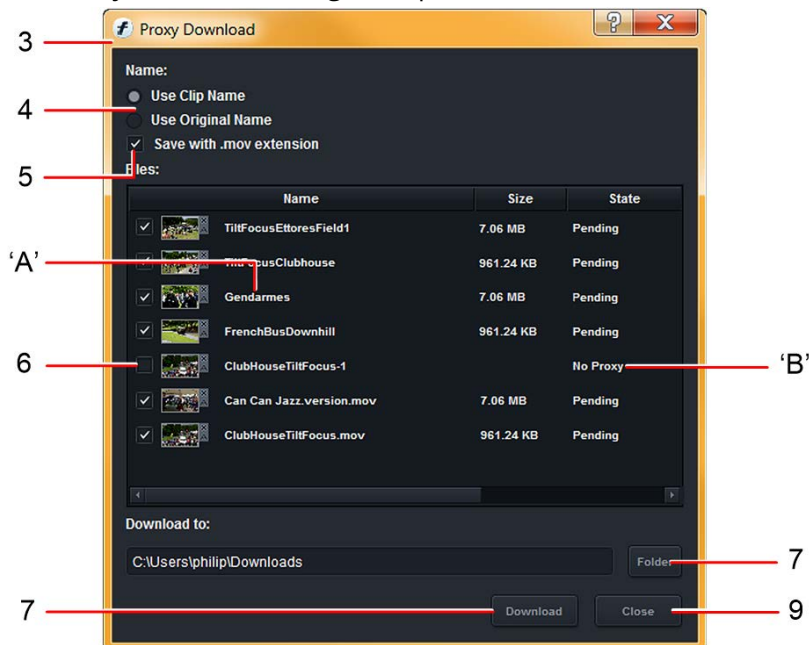 Proxy Download
3
Name:
Use Clip Name
4
Use Original Name
Save with .mov extension
5
Files:
Name Size State
TiltFocusEttoresField1 7.06 MB Pending
'A'
TiltFocusClubhouse 961.24 KB Pending
Gendarmes 7.06 MB Pending
FrenchBusDownhill 961.24 KB Pending
6
ClubHouseTiltFocus-1 No Proxy
'B'
Can Can Jazz.version.mov 7.06 MB Pending
ClubHouseTiltFocus.mov 961.24 KB Pending
Download to:
C:\Users\philip\Downloads Folder
7
7
Download Close
9